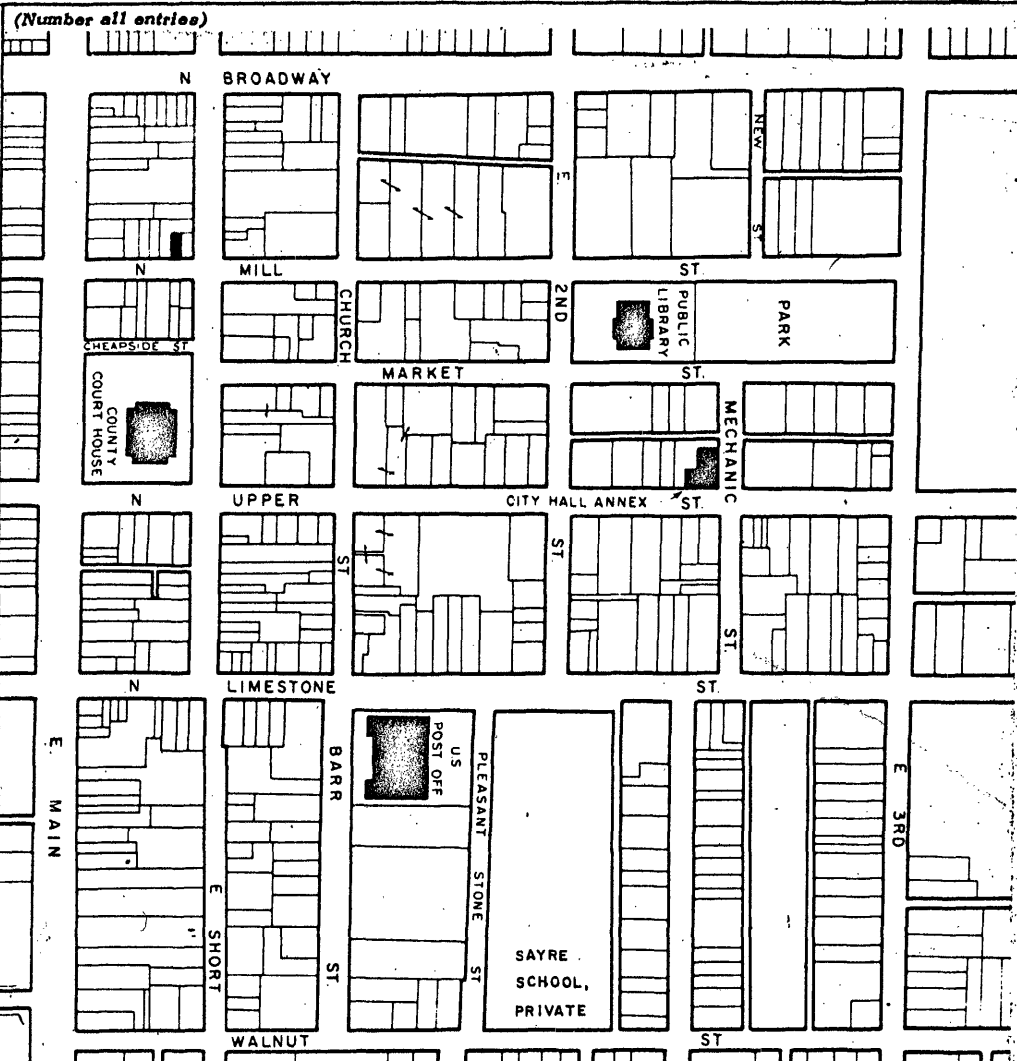 (Number all entries)
N BROADWAY
NEW ST
E. 2ND ST.
N MILL ST.
CHURCH ST
PUBLIC
LIBRARY
PARK
CHEAPSIDE ST
MARKET ST.
COUNTY
COURT HOUSE
MECHANIC ST.
N UPPER ST.
CITY HALL ANNEX
N LIMESTONE ST.
E. MAIN
E SHORT
BARR ST.
U.S
POST OFF
PLEASANT STONE ST
E 3RD
SAYRE
SCHOOL,
PRIVATE
WALNUT ST